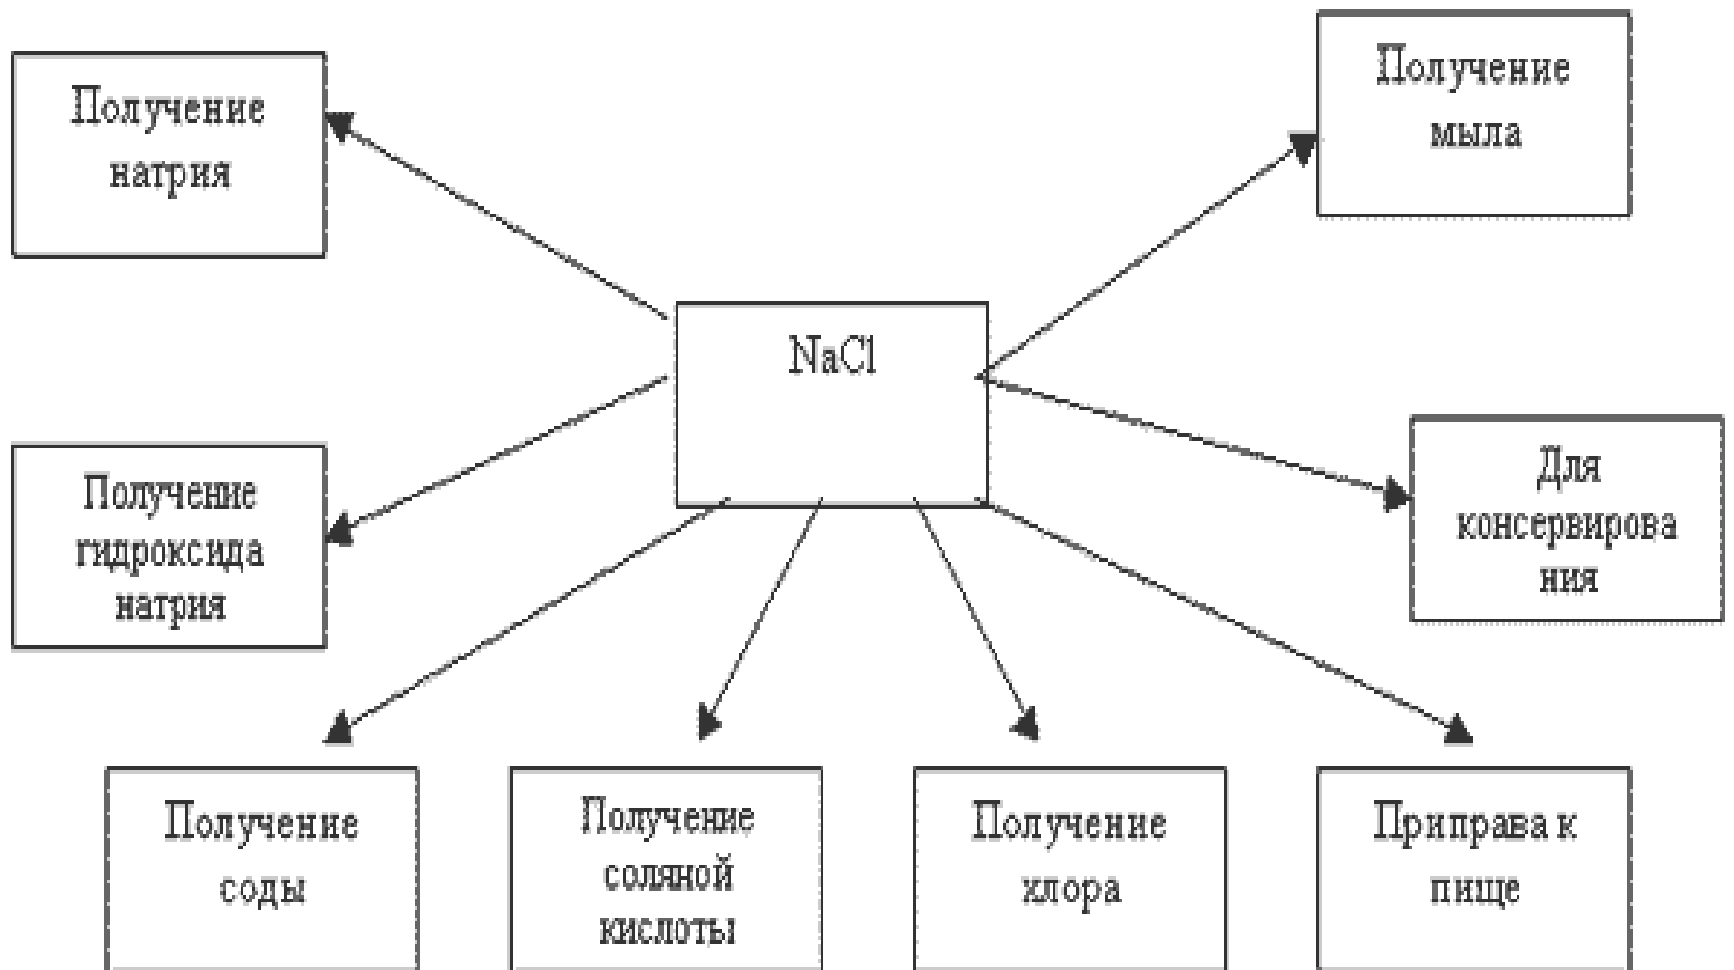 Получение
натрия
Получение
мыла
NaCl
Получение
гидроксида
натрия
Для
консервирова
ния
Получение
соды
Получение
соляной
кислоты
Получение
хлора
Приправа к
пище